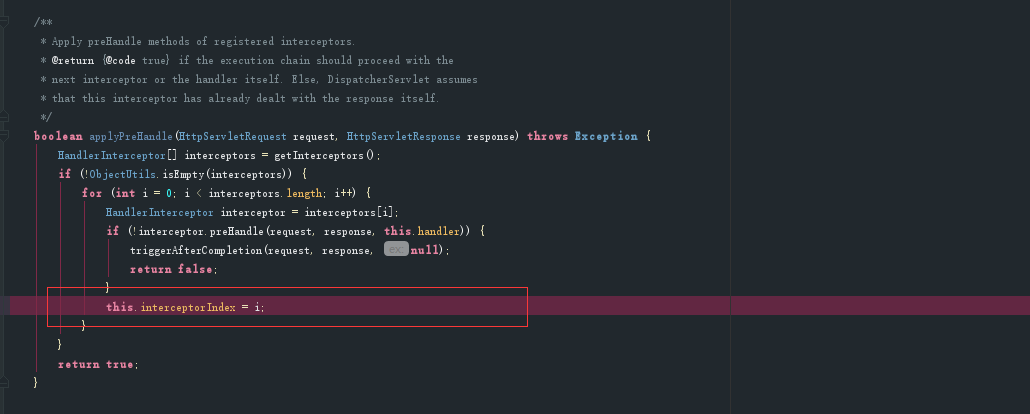 /**
 * Apply preHandle methods of registered interceptors.
 * @return {@code true} if the execution chain should proceed with the
 * next interceptor or the handler itself. Else, DispatcherServlet assumes
 * that this interceptor has already dealt with the response itself.
 */
boolean applyPreHandle(HttpServletRequest request, HttpServletResponse response) throws Exception {
    HandlerInterceptor[] interceptors = getInterceptors();
    if (!ObjectUtils.isEmpty(interceptors)) {
        for (int i = 0; i < interceptors.length; i++) {
            HandlerInterceptor interceptor = interceptors[i];
            if (!interceptor.preHandle(request, response, this.handler)) {
                triggerAfterCompletion(request, response, ex: null);
                return false;
            }
            this.interceptorIndex = i;
        }
    }
    return true;
}